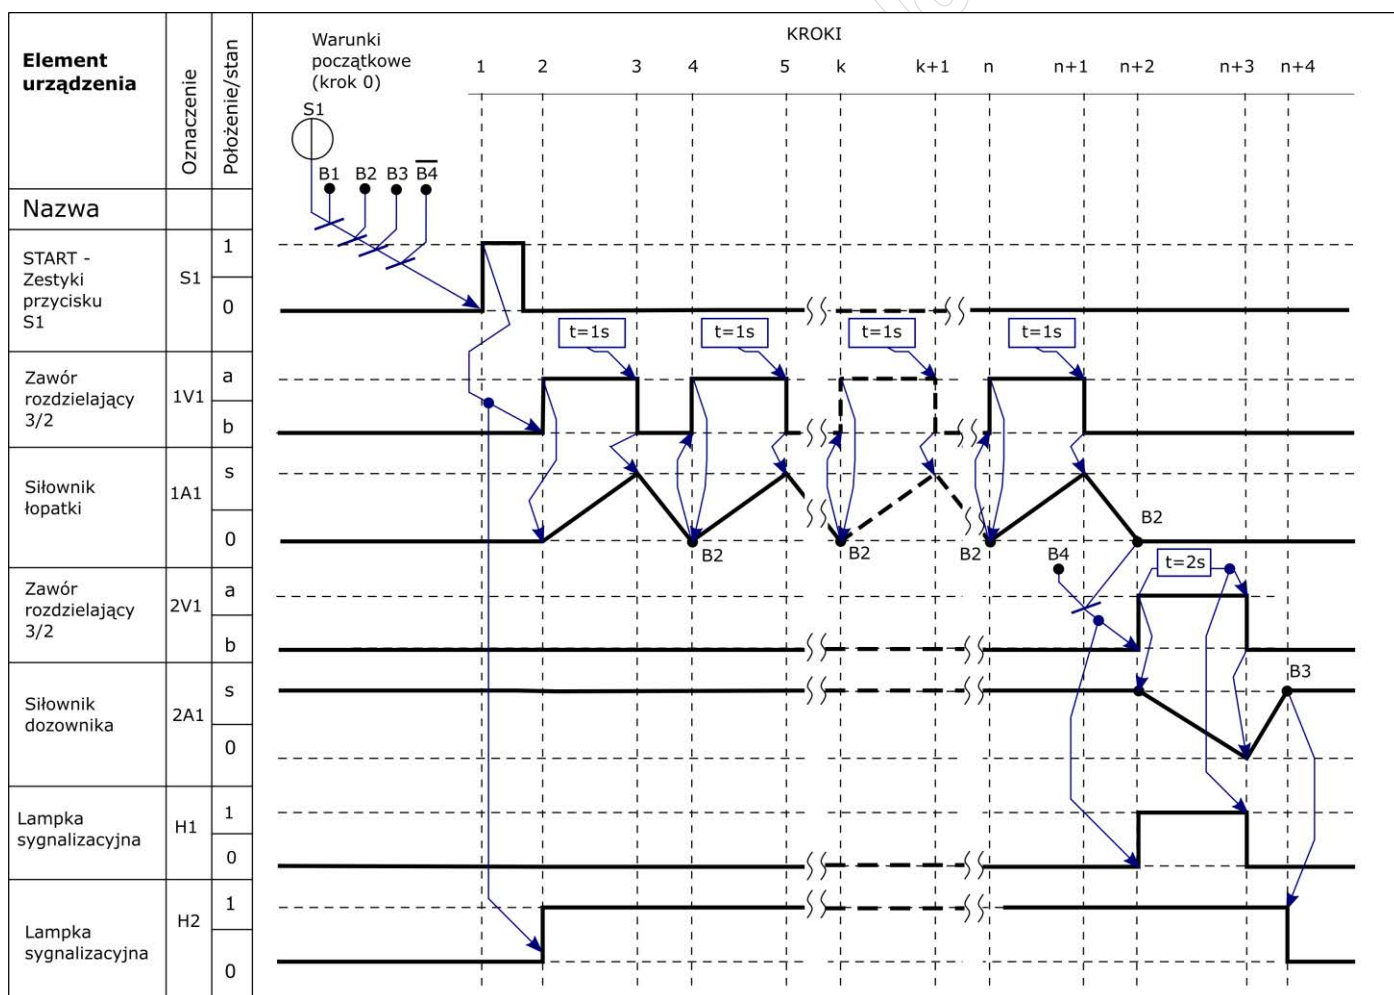 Element
urządzenia
Oznaczenie
Położenie/stan
Warunki
początkowe
(krok 0)
KROKI
1 2 3 4 5 k k+1 n n+1 n+2 n+3 n+4
S1
B1 B2 B3 B4
Nazwa
START -
Zestyki
przycisku
S1
S1
1
0
t=1s t=1s t=1s t=1s
Zawór
rozdzielający
3/2
1V1
a
b
Siłownik
łopatki
1A1
s
0
B2 B2 B2 B2
Zawór
rozdzielający
3/2
2V1
a
b
B4
t=2s
Siłownik
dozownika
2A1
s
0
B3
Lampka
sygnalizacyjna
H1
1
0
Lampka
sygnalizacyjna
H2
1
0